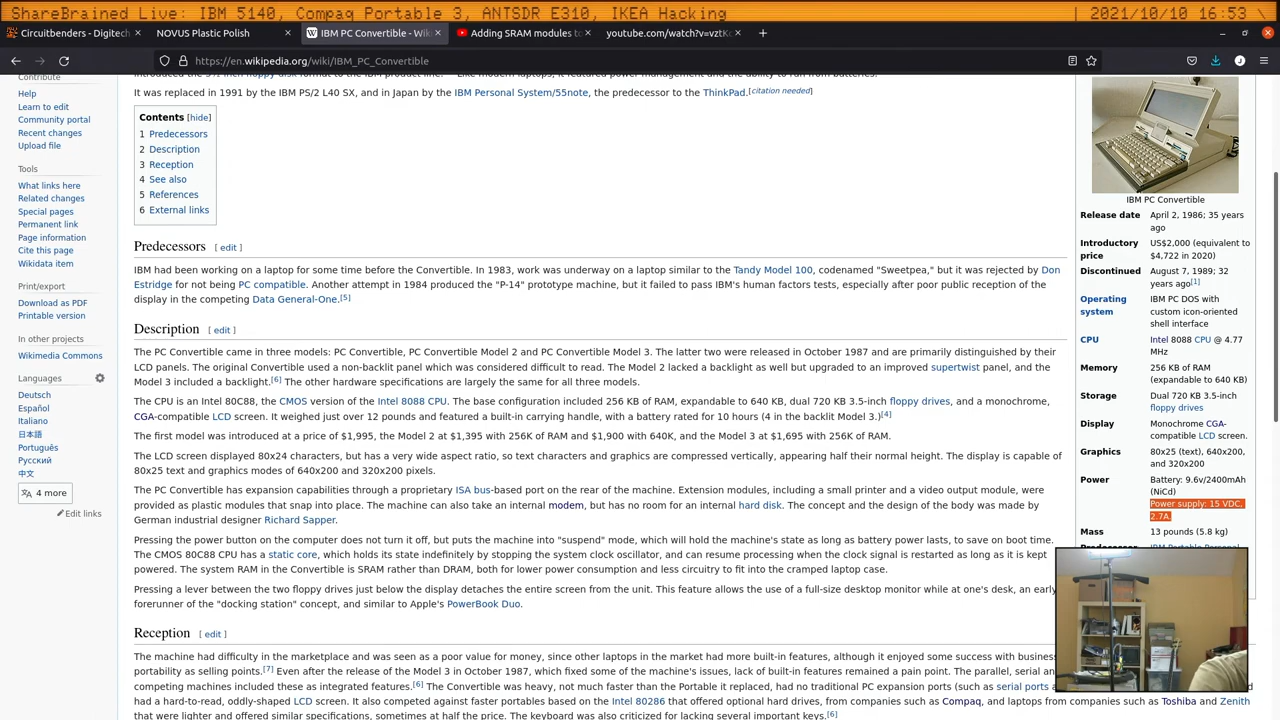 ShareBrained Live: IBM 5140, Compaq Portable 3, ANTSDR E310, IKEA Hacking | 2021/10/10 16:53 \
Circuitbenders - Digitech × NOVUS Plastic Polish × IBM PC Convertible - Wiki × Adding SRAM modules to × youtube.com/watch?v=vztKc × +
https://en.wikipedia.org/wiki/IBM_PC_Convertible
Contribute
Help
Learn to edit
Community portal
Recent changes
Upload file
Tools
What links here
Related changes
Special pages
Permanent link
Page information
Cite this page
Wikidata item
Print/export
Download as PDF
Printable version
In other projects
Wikimedia Commons
Languages
Deutsch
Español
Italiano
日本語
Português
Русский
中文
4 more
Edit links
It was replaced in 1991 by the IBM PS/2 L40 SX, and in Japan by the IBM Personal System/55note, the predecessor to the ThinkPad.[citation needed]
Contents [hide]
1 Predecessors
2 Description
3 Reception
4 See also
5 References
6 External links
Predecessors [ edit ]
IBM had been working on a laptop for some time before the Convertible. In 1983, work was underway on a laptop similar to the Tandy Model 100, codenamed "Sweetpea," but it was rejected by Don
Estridge for not being PC compatible. Another attempt in 1984 produced the "P-14" prototype machine, but it failed to pass IBM's human factors tests, especially after poor public reception of the
display in the competing Data General-One.[5]
Description [ edit ]
The PC Convertible came in three models: PC Convertible, PC Convertible Model 2 and PC Convertible Model 3. The latter two were released in October 1987 and are primarily distinguished by their
LCD panels. The original Convertible used a non-backlit panel which was considered difficult to read. The Model 2 lacked a backlight as well but upgraded to an improved supertwist panel, and the
Model 3 included a backlight.[6] The other hardware specifications are largely the same for all three models.
The CPU is an Intel 80C88, the CMOS version of the Intel 8088 CPU. The base configuration included 256 KB of RAM, expandable to 640 KB, dual 720 KB 3.5-inch floppy drives, and a monochrome,
CGA-compatible LCD screen. It weighed just over 12 pounds and featured a built-in carrying handle, with a battery rated for 10 hours (4 in the backlit Model 3.)[4]
The first model was introduced at a price of $1,995, the Model 2 at $1,395 with 256K of RAM and $1,900 with 640K, and the Model 3 at $1,695 with 256K of RAM.
The LCD screen displayed 80x24 characters, but has a very wide aspect ratio, so text characters and graphics are compressed vertically, appearing half their normal height. The display is capable of
80x25 text and graphics modes of 640x200 and 320x200 pixels.
The PC Convertible has expansion capabilities through a proprietary ISA bus-based port on the rear of the machine. Extension modules, including a small printer and a video output module, were
provided as plastic modules that snap into place. The machine can also take an internal modem, but has no room for an internal hard disk. The concept and the design of the body was made by
German industrial designer Richard Sapper.
Pressing the power button on the computer does not turn it off, but puts the machine into "suspend" mode, which will hold the machine's state as long as battery power lasts, to save on boot time.
The CMOS 80C88 CPU has a static core, which holds its state indefinitely by stopping the system clock oscillator, and can resume processing when the clock signal is restarted as long as it is kept
powered. The system RAM in the Convertible is SRAM rather than DRAM, both for lower power consumption and less circuitry to fit into the cramped laptop case.
Pressing a lever between the two floppy drives just below the display detaches the entire screen from the unit. This feature allows the use of a full-size desktop monitor while at one's desk, an early
forerunner of the "docking station" concept, and similar to Apple's PowerBook Duo.
Reception [ edit ]
The machine had difficulty in the marketplace and was seen as a poor value for money, since other laptops in the market had more built-in features, although it enjoyed some success with business
portability as selling points.[7] Even after the release of the Model 3 in October 1987, which fixed some of the machine's issues, lack of built-in features remained a pain point. The parallel, serial an
competing machines included these as integrated features.[6] The Convertible was heavy, not much faster than the Portable it replaced, had no traditional PC expansion ports (such as serial ports a
had a hard-to-read, oddly-shaped LCD screen. It also competed against faster portables based on the Intel 80286 that offered optional hard drives, from companies such as Compaq, and laptops from companies such as Toshiba and Zenith
that were lighter and offered similar specifications, sometimes at half the price. The keyboard was also criticized for lacking several important keys.[6]
IBM PC Convertible
Release date April 2, 1986; 35 years
ago
Introductory US$2,000 (equivalent to
price $4,722 in 2020)
Discontinued August 7, 1989; 32
years ago[1]
Operating IBM PC DOS with
system custom icon-oriented
shell interface
CPU Intel 8088 CPU @ 4.77
MHz
Memory 256 KB of RAM
(expandable to 640 KB)
Storage Dual 720 KB 3.5-inch
floppy drives
Display Monochrome CGA-
compatible LCD screen.
Graphics 80x25 (text), 640x200,
and 320x200
Power Battery: 9.6v/2400mAh
(NiCd)
Power supply: 15 VDC,
2.7A.
Mass 13 pounds (5.8 kg)